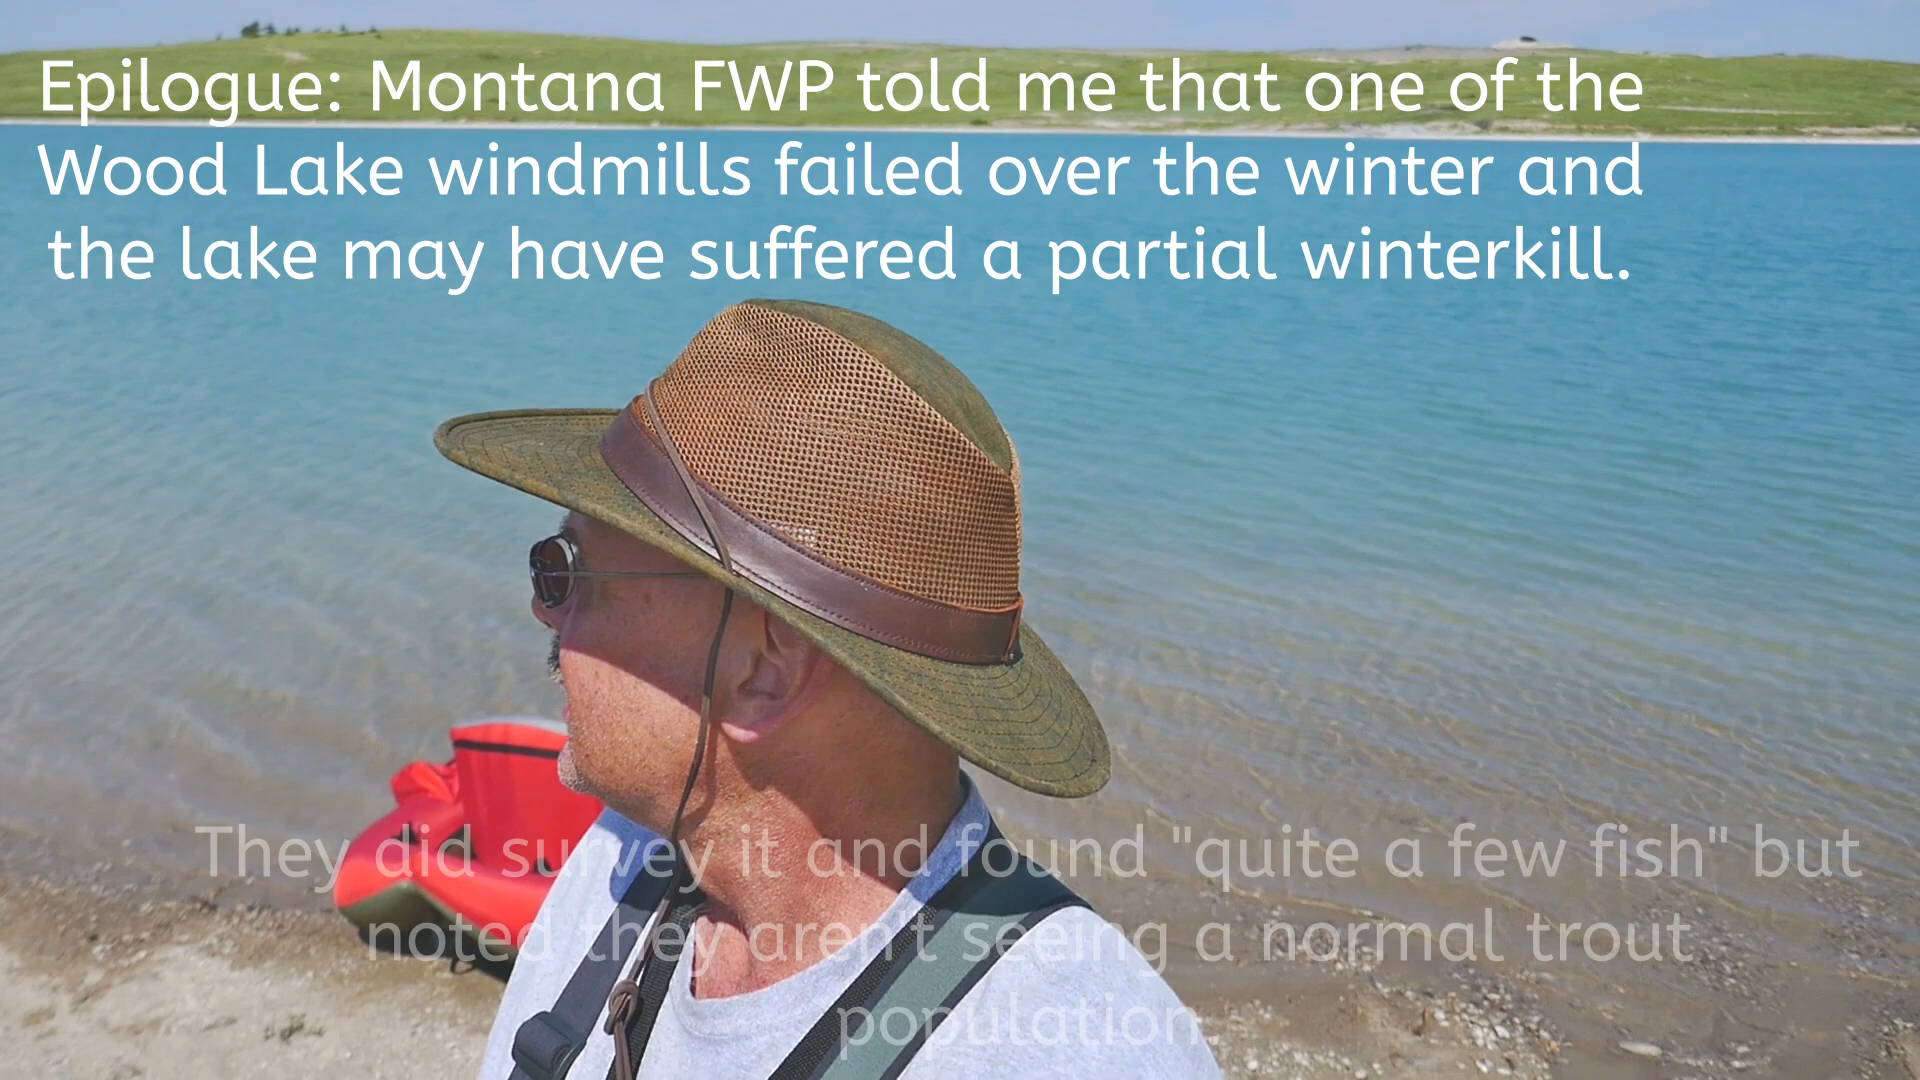 Epilogue: Montana FWP told me that one of the
Wood Lake windmills failed over the winter and
the lake may have suffered a partial winterkill.
They did survey it and found "quite a few fish" but
noted they aren't seeing a normal trout
population.